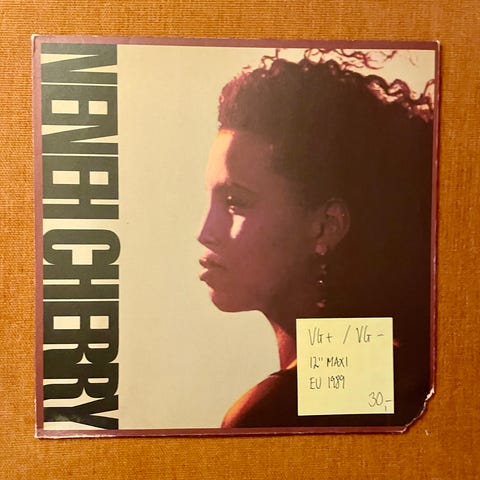 NENEH CHERRY
VG+ / VG-
12" MAXI
EU 1989
30,-